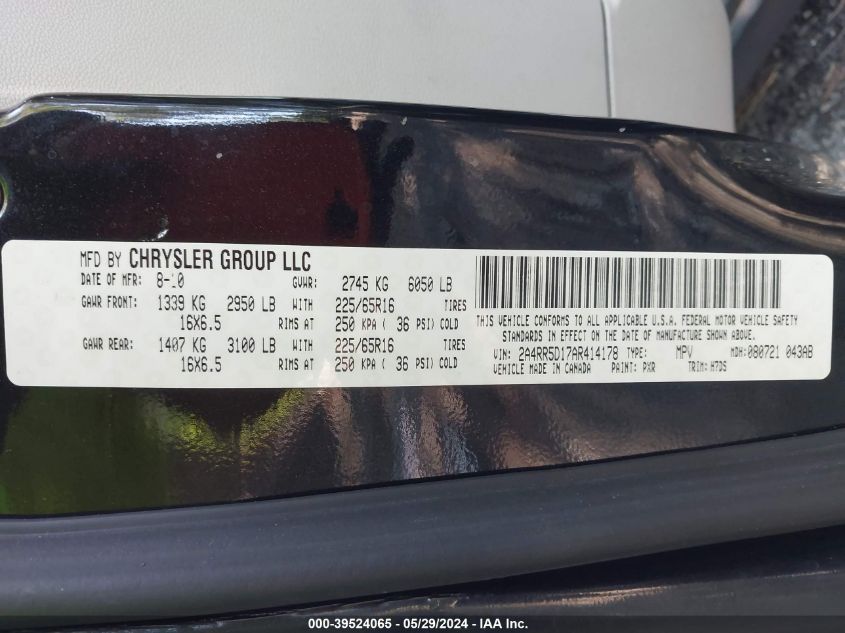 MFD BY CHRYSLER GROUP LLC
DATE OF MFR: 8-10 GVWR: 2745 KG 6050 LB
GAWR FRONT: 1339 KG 2950 LB WITH 225/65R16 TIRES
16X6.5 RIMS AT 250 KPA ( 36 PSI) COLD
GAWR REAR: 1407 KG 3100 LB WITH 225/65R16 TIRES
16X6.5 RIMS AT 250 KPA ( 36 PSI) COLD
THIS VEHICLE CONFORMS TO ALL APPLICABLE U.S.A. FEDERAL MOTOR VEHICLE SAFETY
STANDARDS IN EFFECT ON THE DATE OF MANUFACTURE SHOWN ABOVE.
VIN: 2A4RR5D17AR414178 TYPE: MPV MDH: 080721 043AB
VEHICLE MADE IN CANADA PAINT: PXR TRIM: H7DS
000-39524065 - 05/29/2024 - IAA Inc.